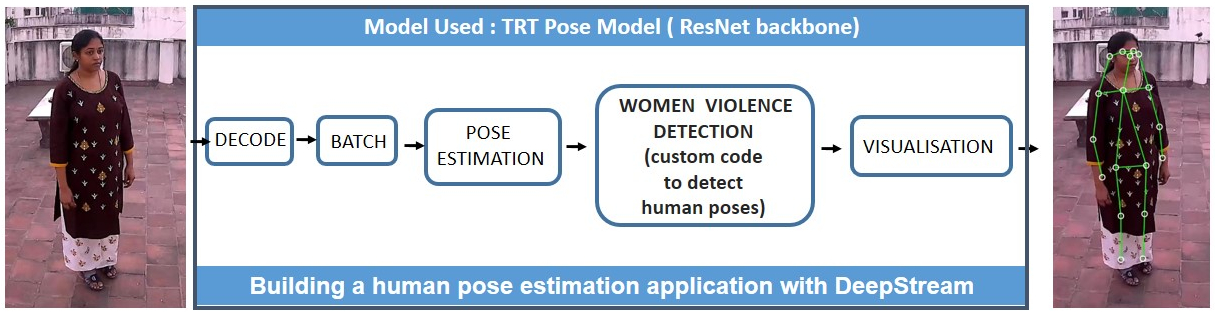 Model Used : TRT Pose Model ( ResNet backbone)
DECODE
BATCH
POSE
ESTIMATION
WOMEN VIOLENCE
DETECTION
(custom code
to detect
human poses)
VISUALISATION
Building a human pose estimation application with DeepStream